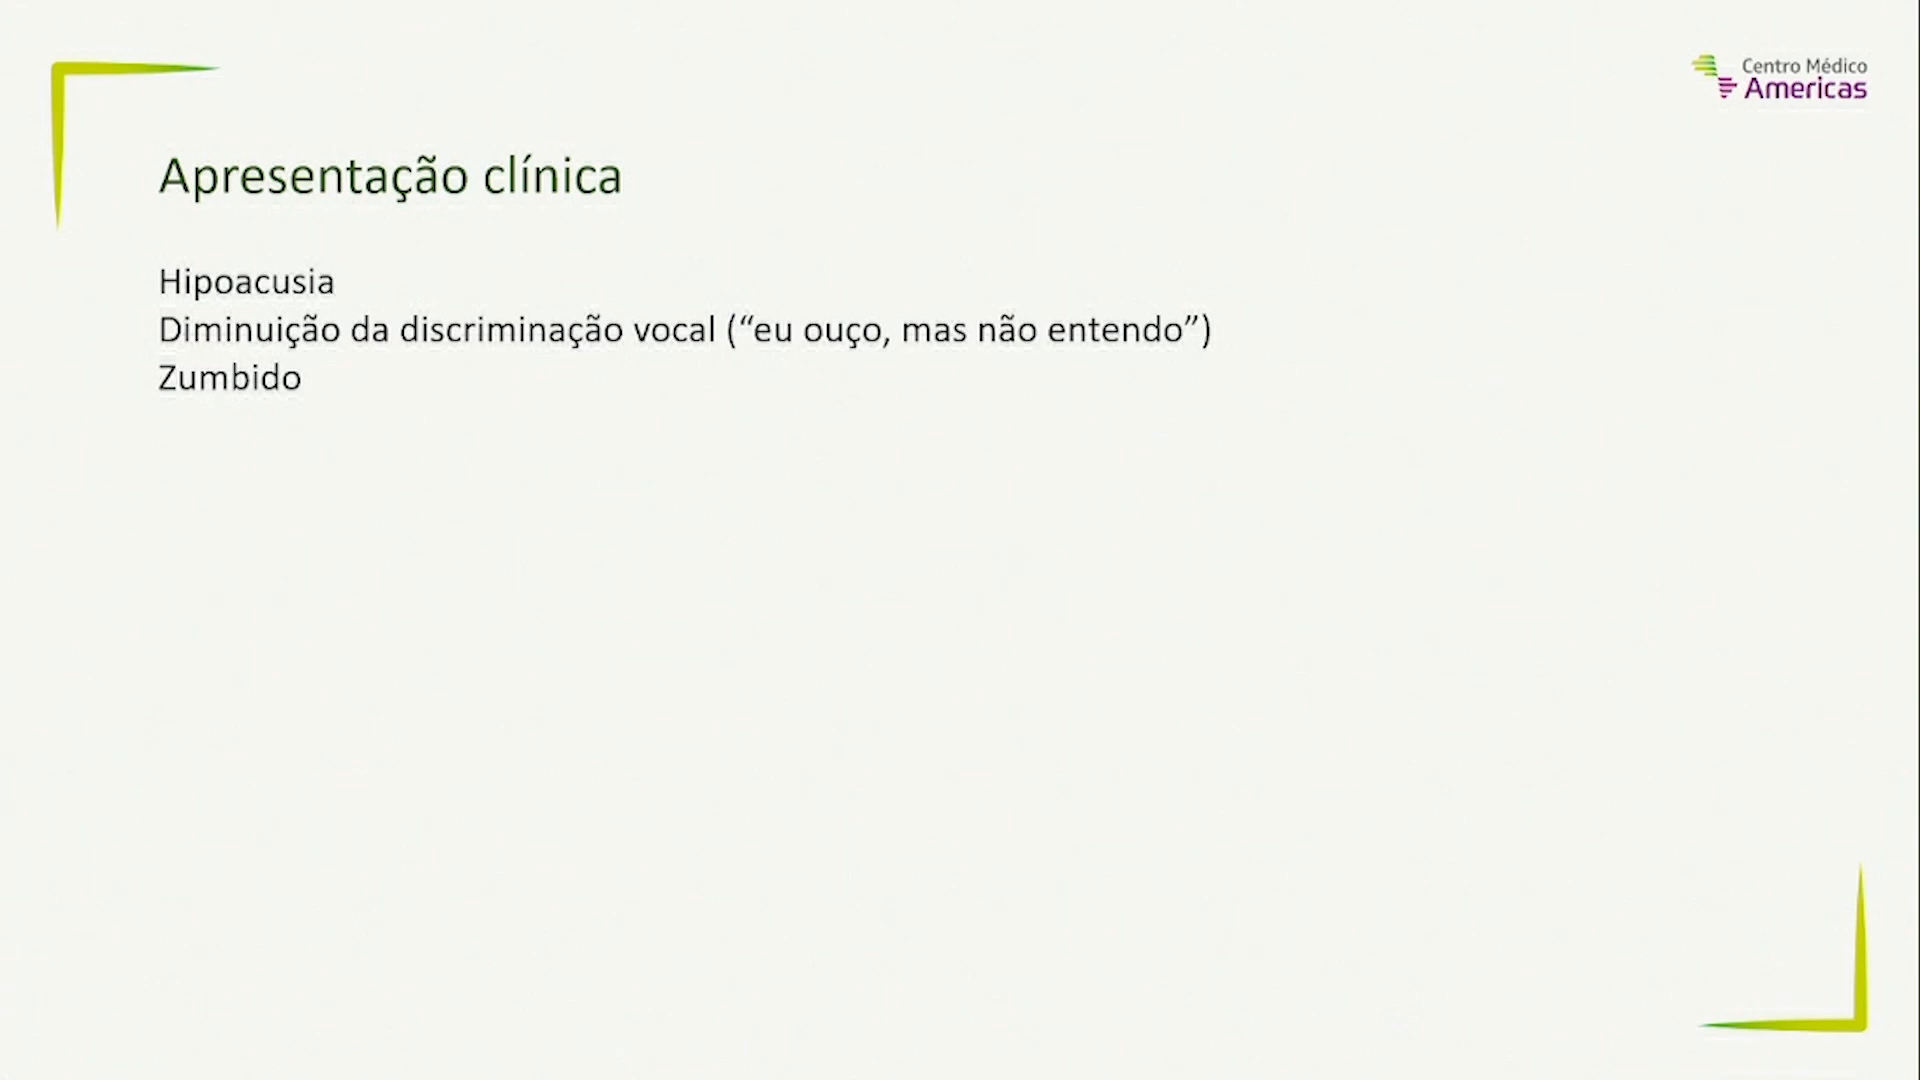 Centro Médico
Americas
Apresentação clínica
Hipoacusia
Diminuição da discriminação vocal (“eu ouço, mas não entendo”)
Zumbido